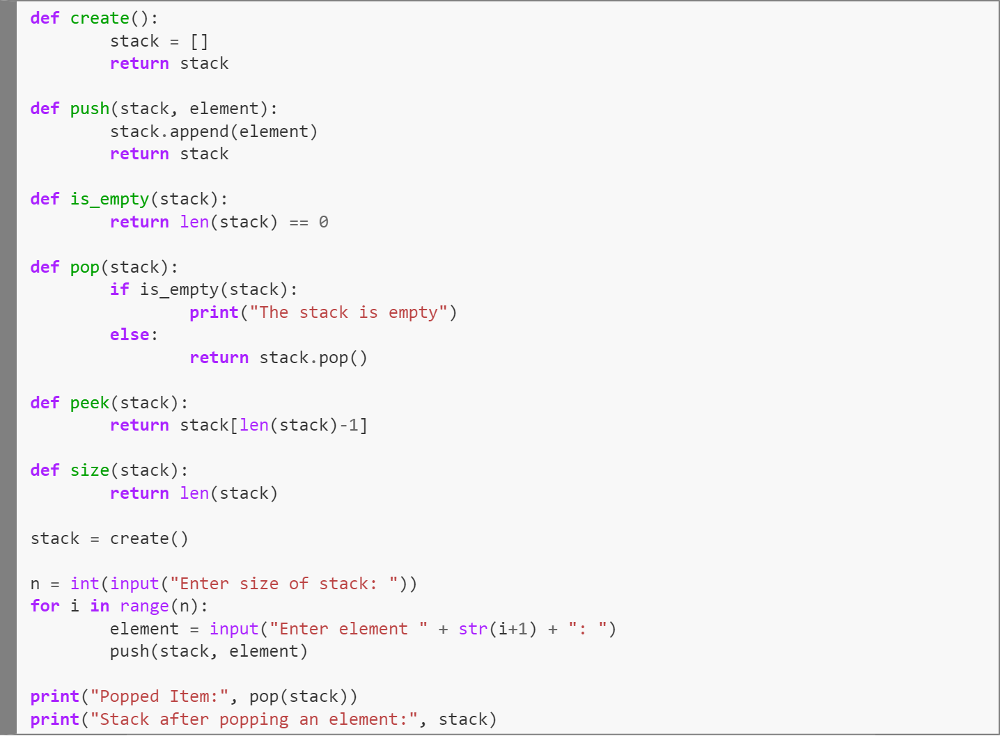 def create():
        stack = []
        return stack

def push(stack, element):
        stack.append(element)
        return stack

def is_empty(stack):
        return len(stack) == 0

def pop(stack):
        if is_empty(stack):
                print("The stack is empty")
        else:
                return stack.pop()

def peek(stack):
        return stack[len(stack)-1]

def size(stack):
        return len(stack)

stack = create()

n = int(input("Enter size of stack: "))
for i in range(n):
        element = input("Enter element " + str(i+1) + ": ")
        push(stack, element)

print("Popped Item:", pop(stack))
print("Stack after popping an element:", stack)